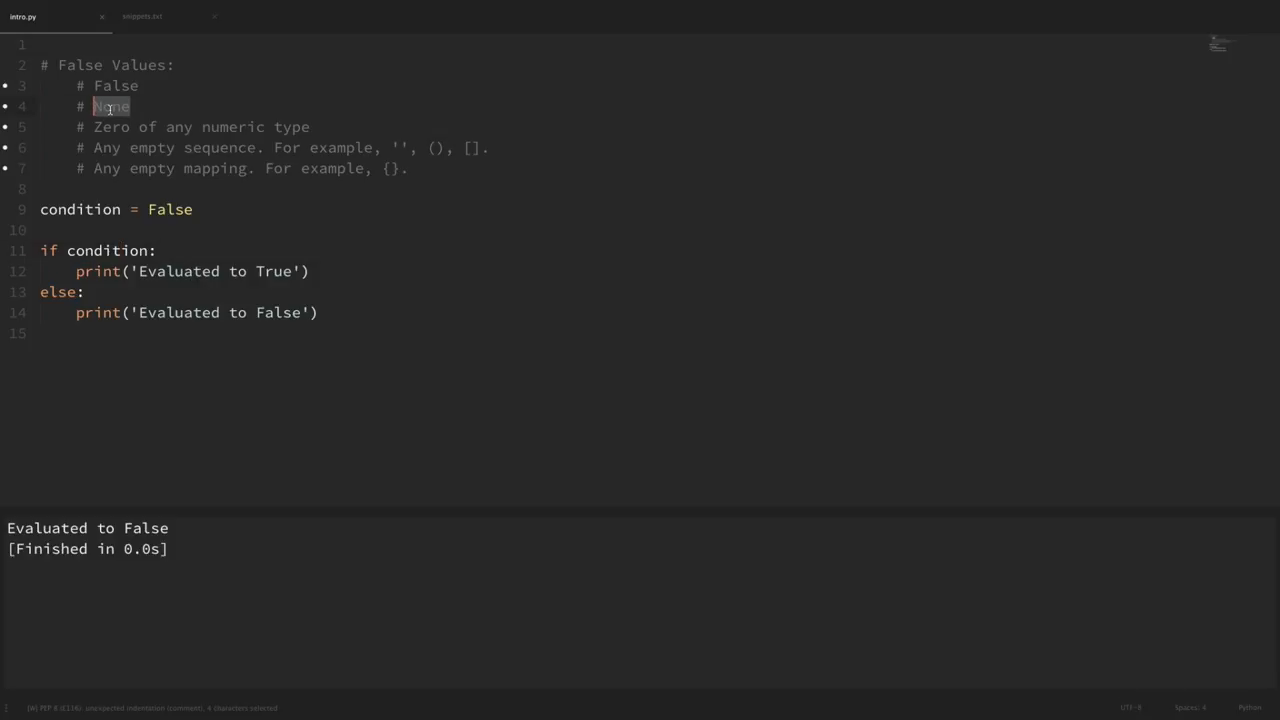 intro.py × snippets.txt ×
1
2 # False Values:
3 # False
4 # None
5 # Zero of any numeric type
6 # Any empty sequence. For example, '', (), [].
7 # Any empty mapping. For example, {}.
8
9 condition = False
10
11 if condition:
12 print('Evaluated to True')
13 else:
14 print('Evaluated to False')
15
Evaluated to False
[Finished in 0.0s]
[W] PEP 8 (E116): unexpected indentation (comment), 4 characters selected UTF-8 Spaces: 4 Python